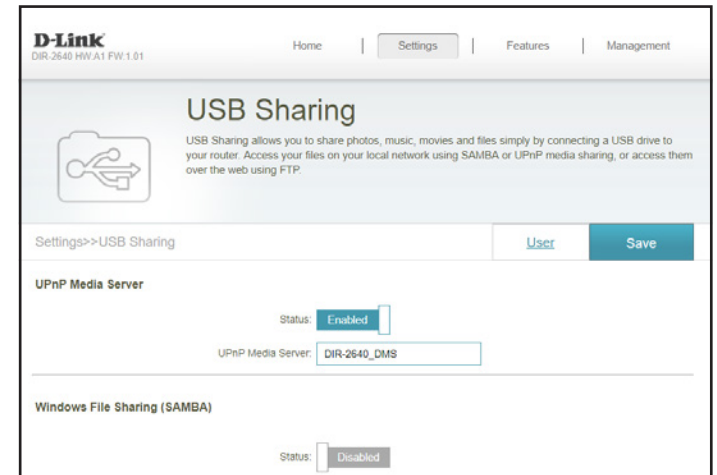 D-Link
DIR-2640 HW:A1 FW:1.01
Home | Settings | Features | Management
USB Sharing
USB Sharing allows you to share photos, music, movies and files simply by connecting a USB drive to
your router. Access your files on your local network using SAMBA or UPnP media sharing, or access them
over the web using FTP.
Settings>>USB Sharing
User
Save
UPnP Media Server
Status: Enabled
UPnP Media Server: DIR-2640_DMS
Windows File Sharing (SAMBA)
Status: Disabled